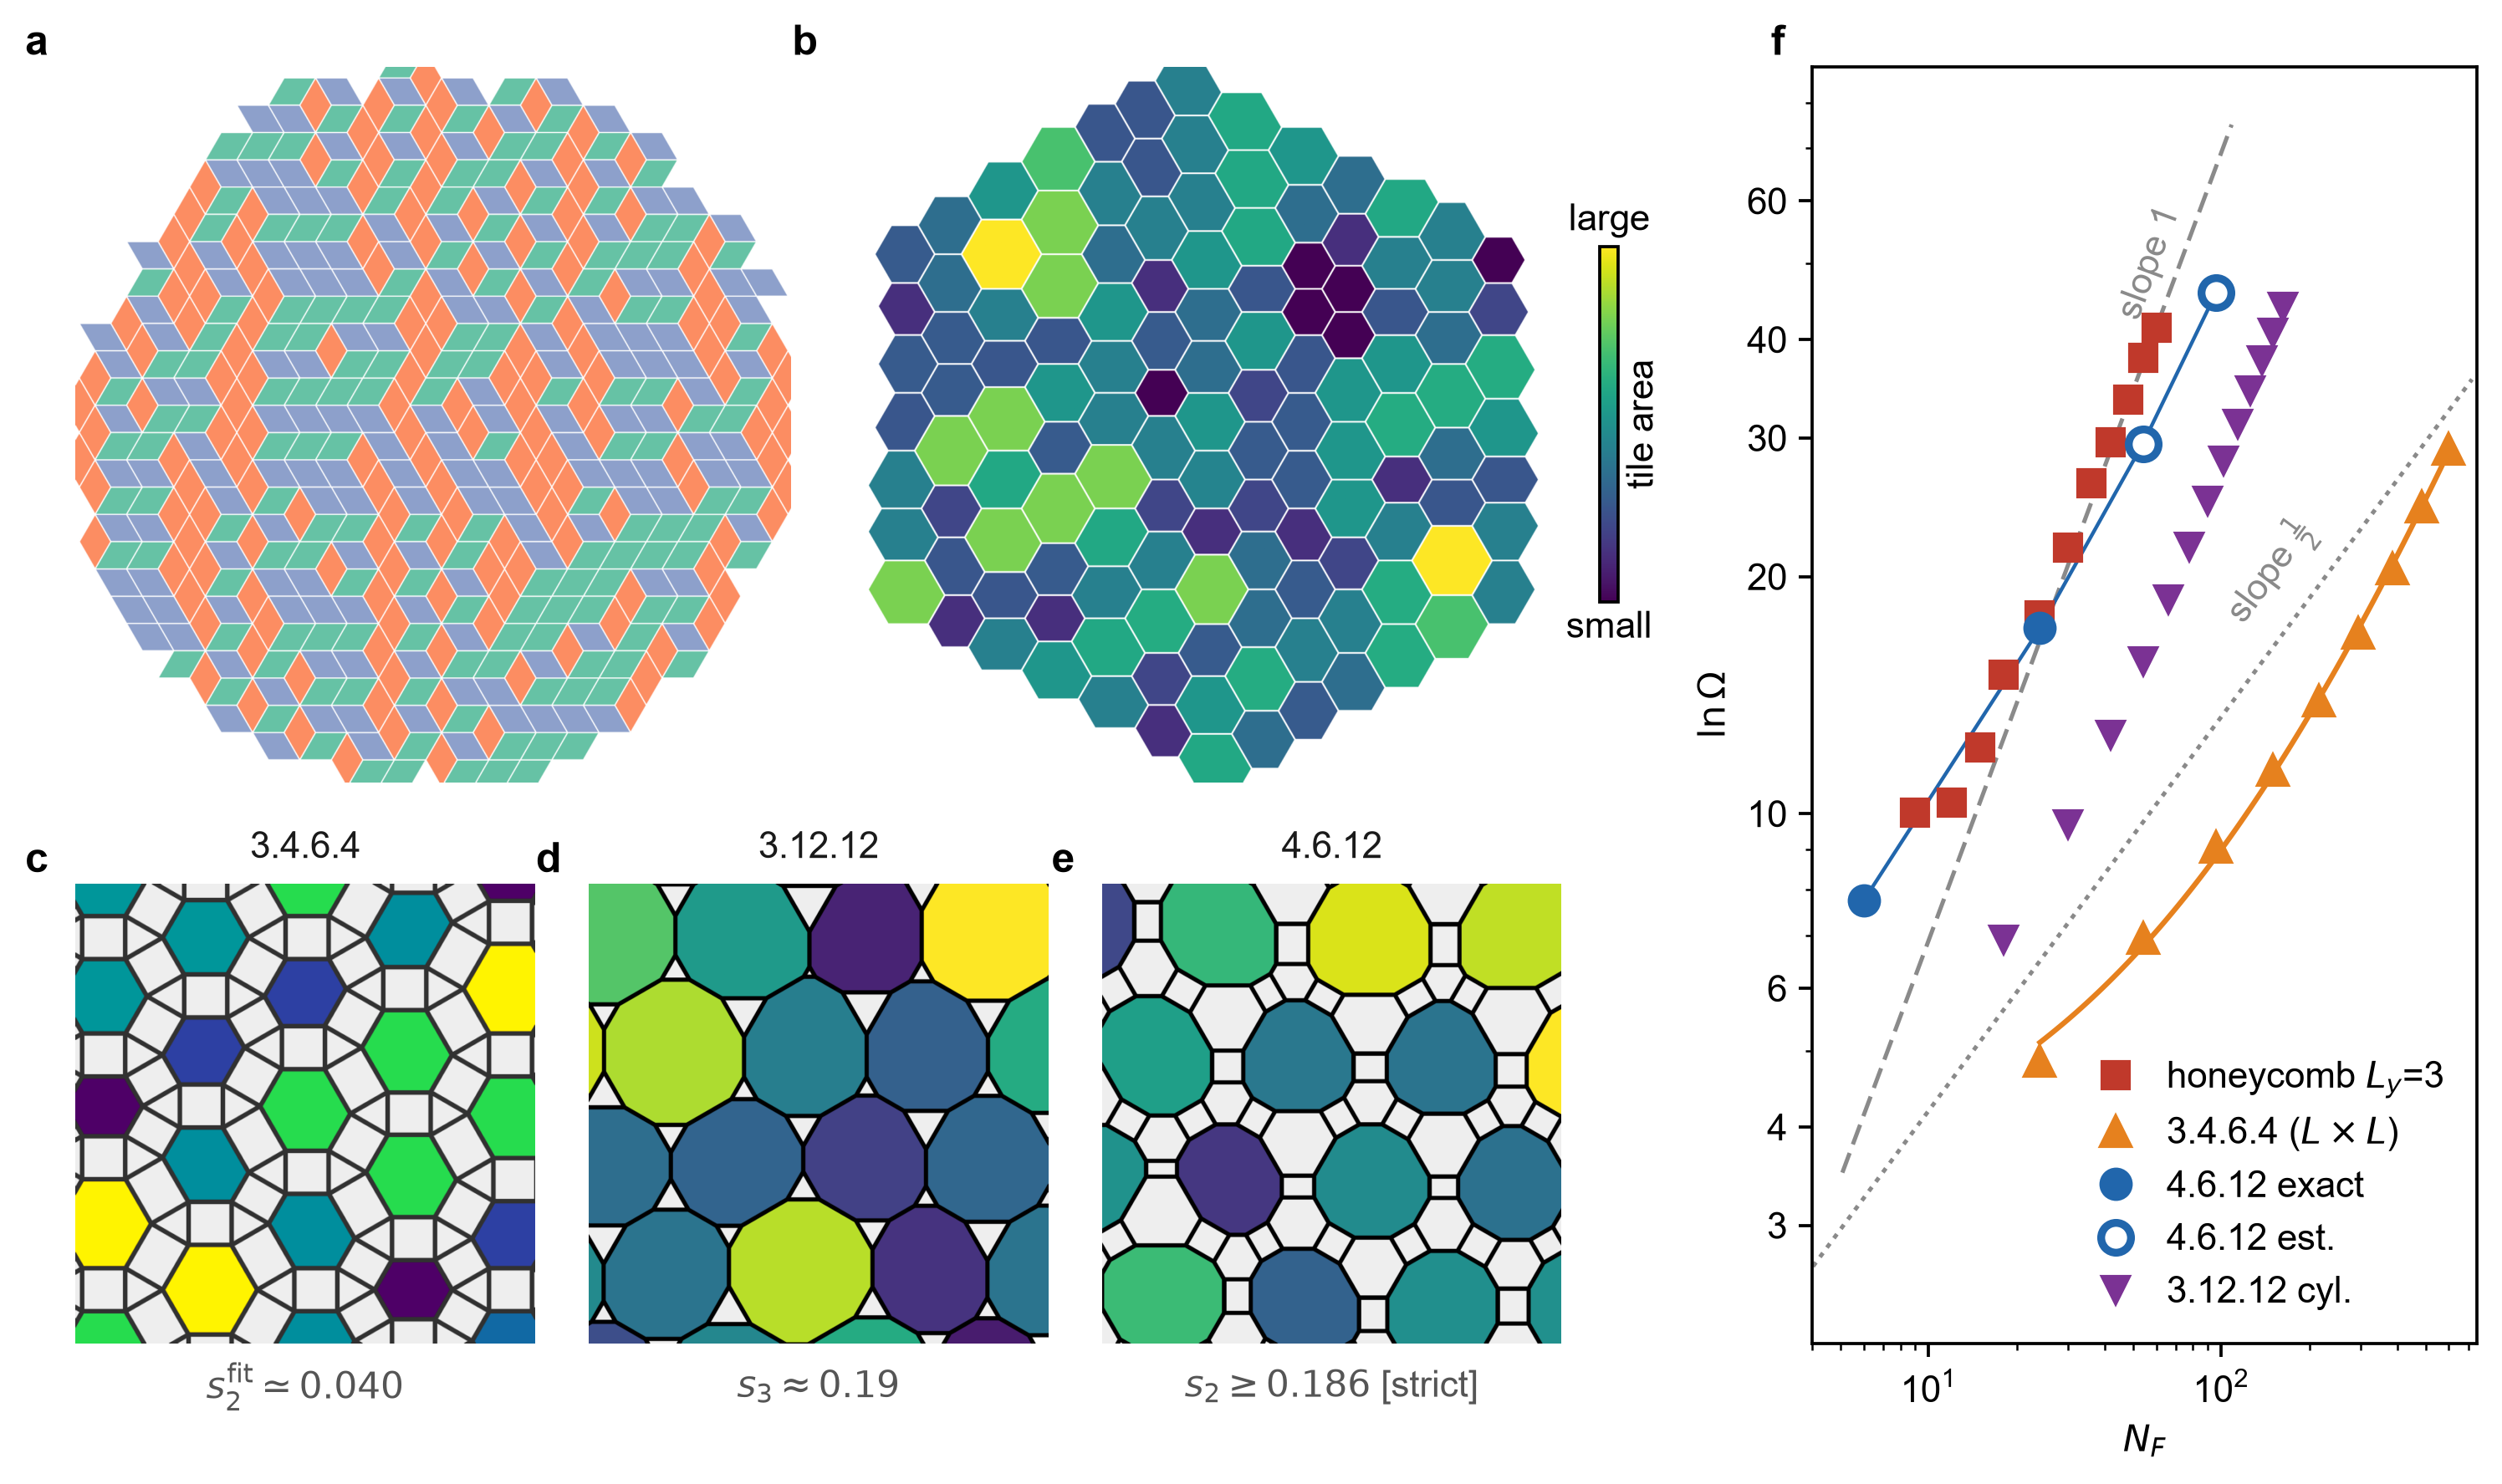 a
b
f
large
tile area
small
3.4.6.4
c
3.12.12
d
4.6.12
e
s₂ᶠⁱᵗ ≃ 0.040
s₃ ≈ 0.19
s₂ ≥ 0.186 [strict]
60
40
30
20
10
6
4
3
ln Ω
slope 1
slope ½
honeycomb L_y=3
3.4.6.4 (L × L)
4.6.12 exact
4.6.12 est.
3.12.12 cyl.
10¹
10²
N_F